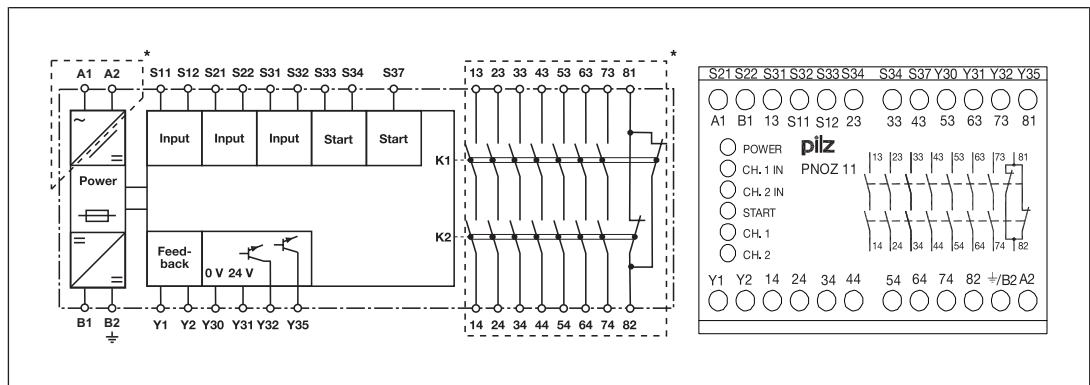 *
*
A1 A2 S11 S12 S21 S22 S31 S32 S33 S34 S37 13 23 33 43 53 63 73 81
~
=
Input Input Input Start Start
Power
K1
K2
=
=
Feed-
back
0 V 24 V
B1 B2 Y1 Y2 Y30 Y31 Y32 Y35 14 24 34 44 54 64 74 82
S21 S22 S31 S32 S33 S34 S34 S37 Y30 Y31 Y32 Y35
A1 B1 13 S11 S12 23 33 43 53 63 73 81
POWER
pilz
CH. 1 IN
PNOZ 11
CH. 2 IN
START
CH. 1
CH. 2
13 23 33 43 53 63 73 81
14 24 34 44 54 64 74 82
Y1 Y2 14 24 34 44 54 64 74 82 ⏚/B2 A2